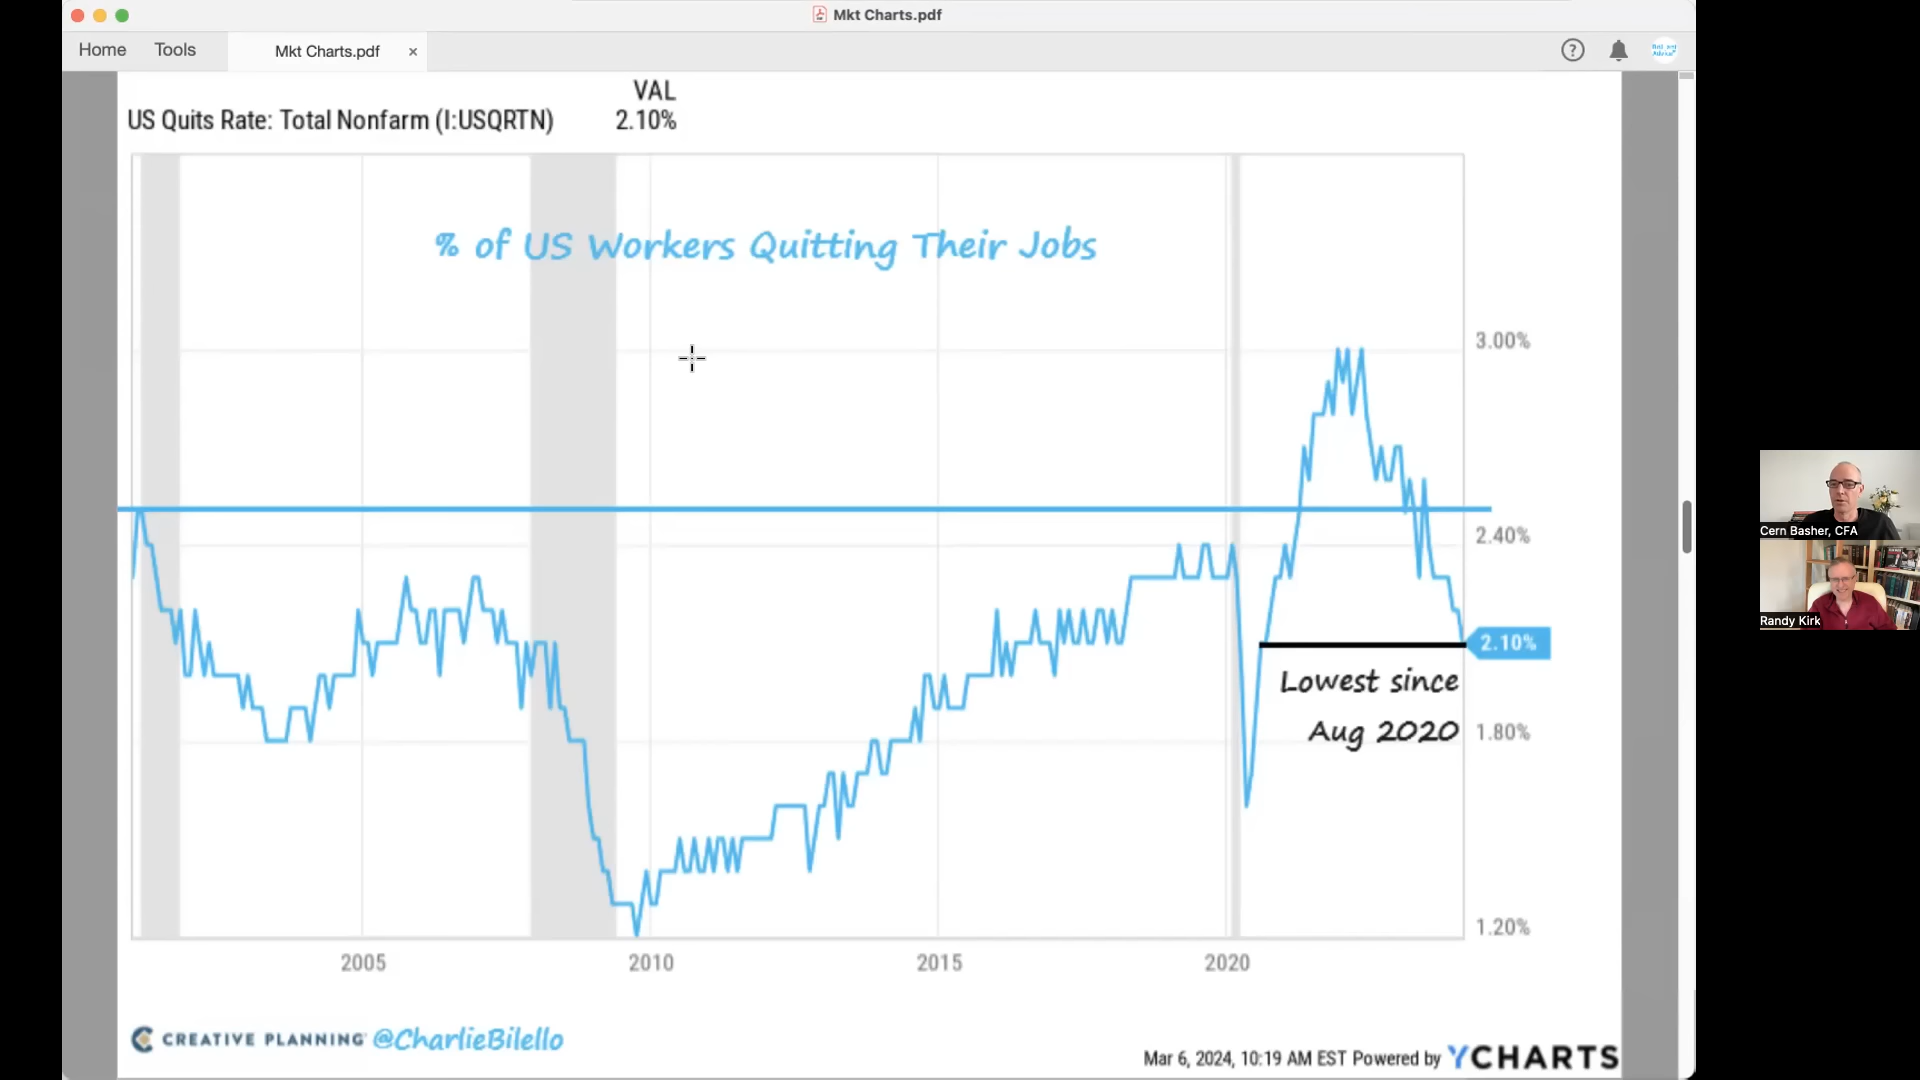 Mkt Charts.pdf
Home Tools Mkt Charts.pdf ×
VAL
US Quits Rate: Total Nonfarm (I:USQRTN) 2.10%
% of US Workers Quitting Their Jobs
3.00%
2.40%
2.10%
Lowest since
Aug 2020
1.80%
1.20%
2005 2010 2015 2020
CREATIVE PLANNING @CharlieBilello
Mar 6, 2024, 10:19 AM EST Powered by YCHARTS
Cern Basher, CFA
Randy Kirk